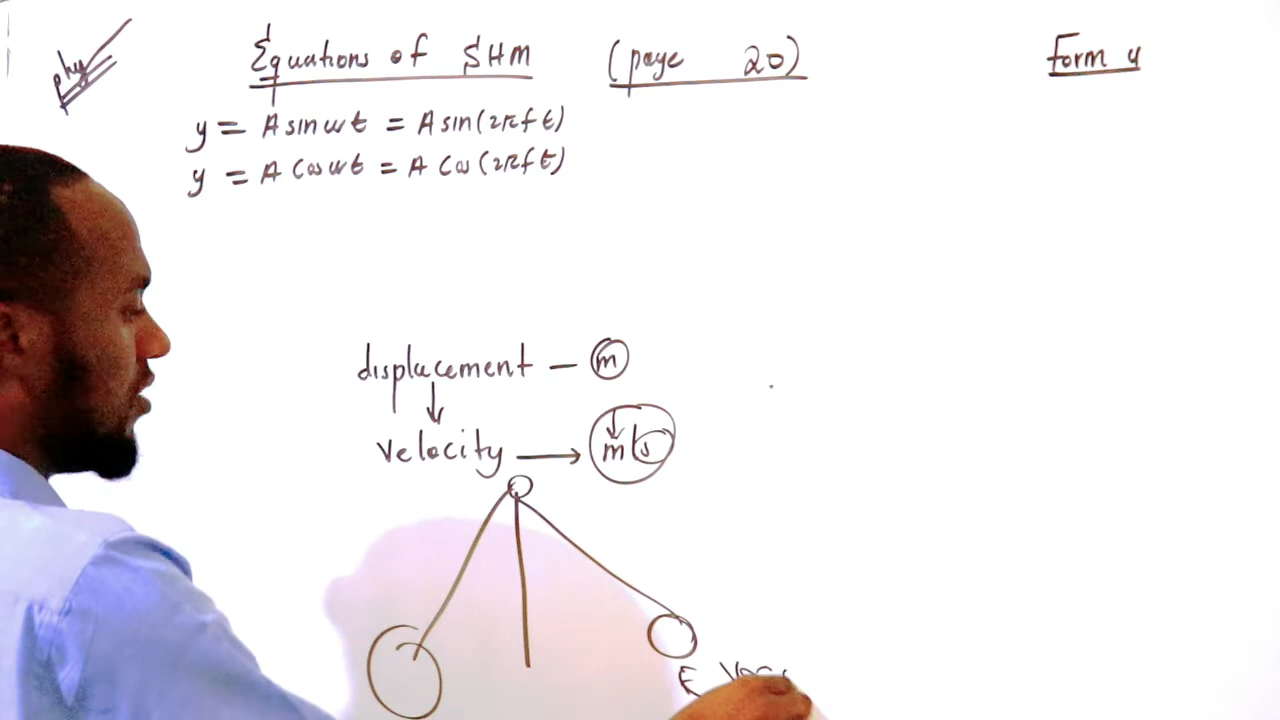 phy Equations of SHM (page 20) Form 4
y = A sin ωt = A sin(2πft)
y = A Cos ωt = A Cos(2πft)
displacement – m
velocity → m/s